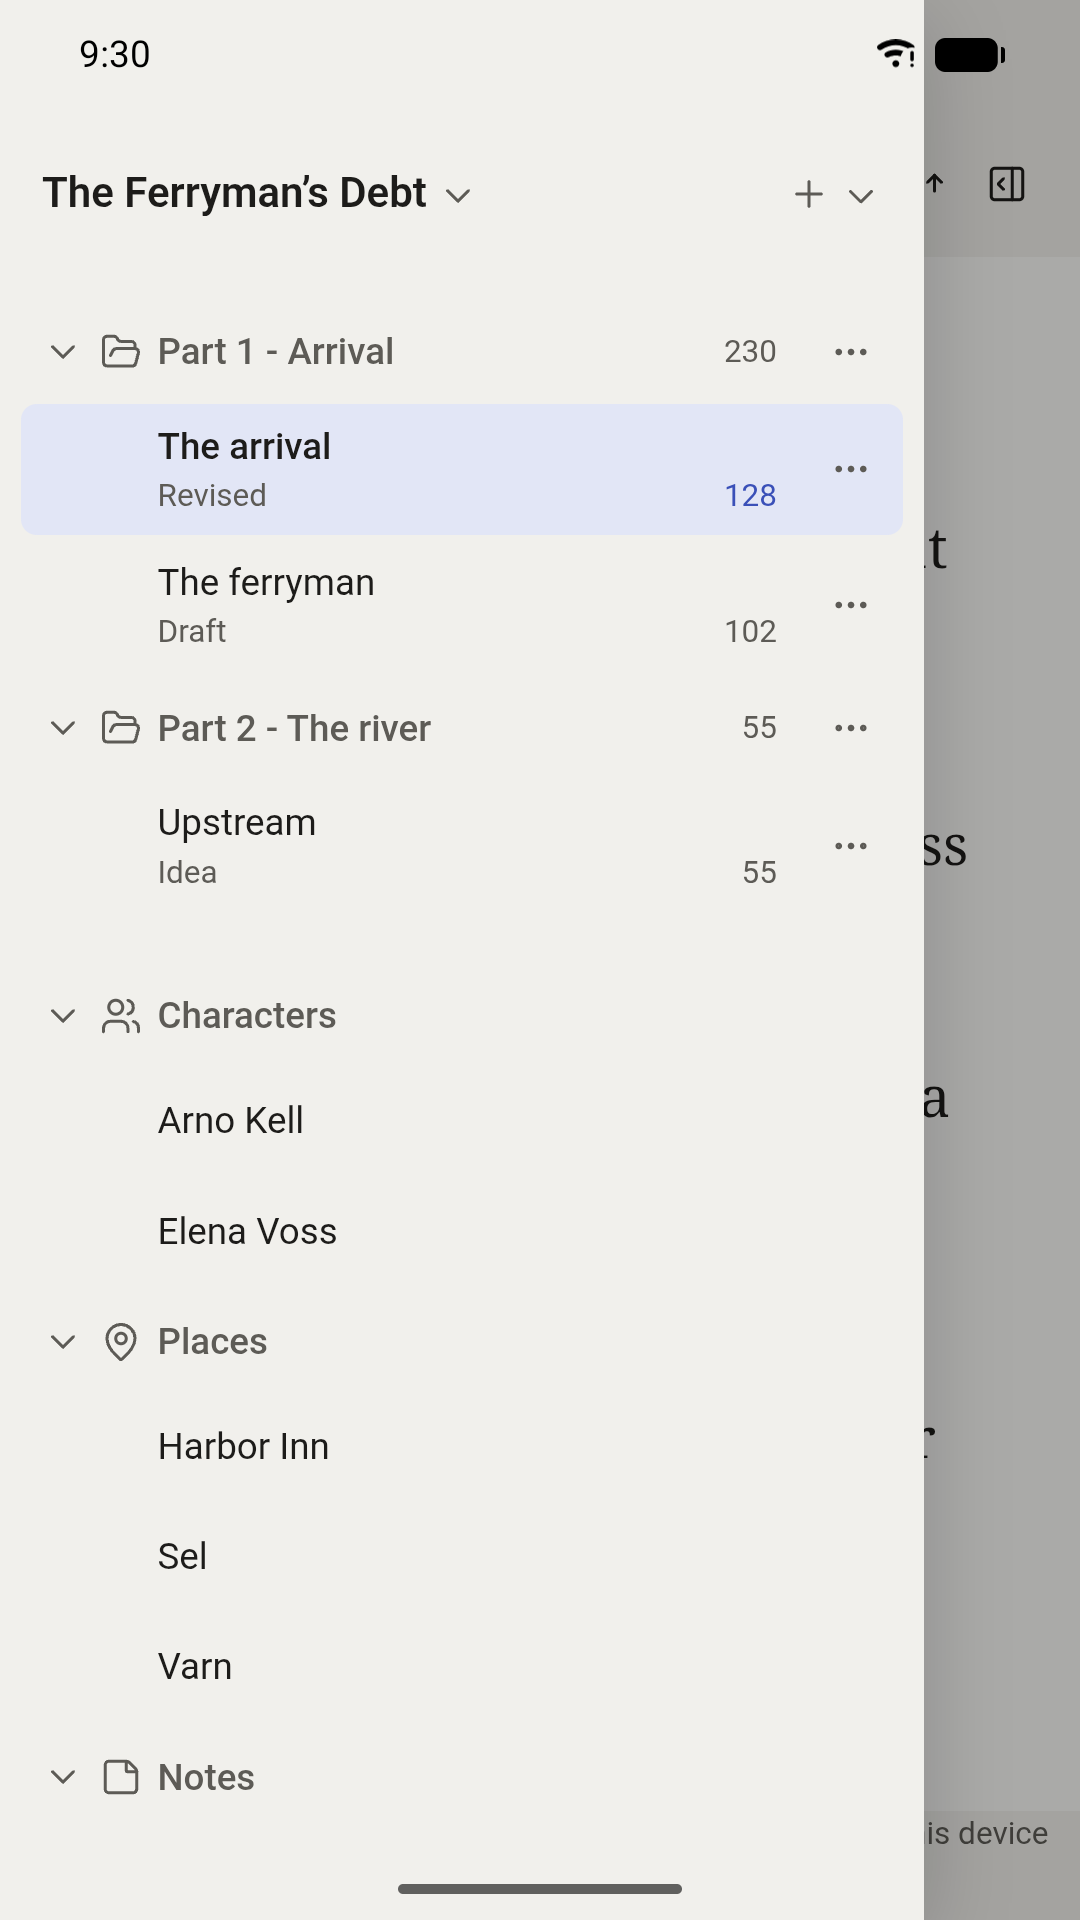 9:30
The Ferryman’s Debt
Part 1 - Arrival 230
The arrival
Revised 128
The ferryman
Draft 102
Part 2 - The river 55
Upstream
Idea 55
Characters
Arno Kell
Elena Voss
Places
Harbor Inn
Sel
Varn
Notes
is device